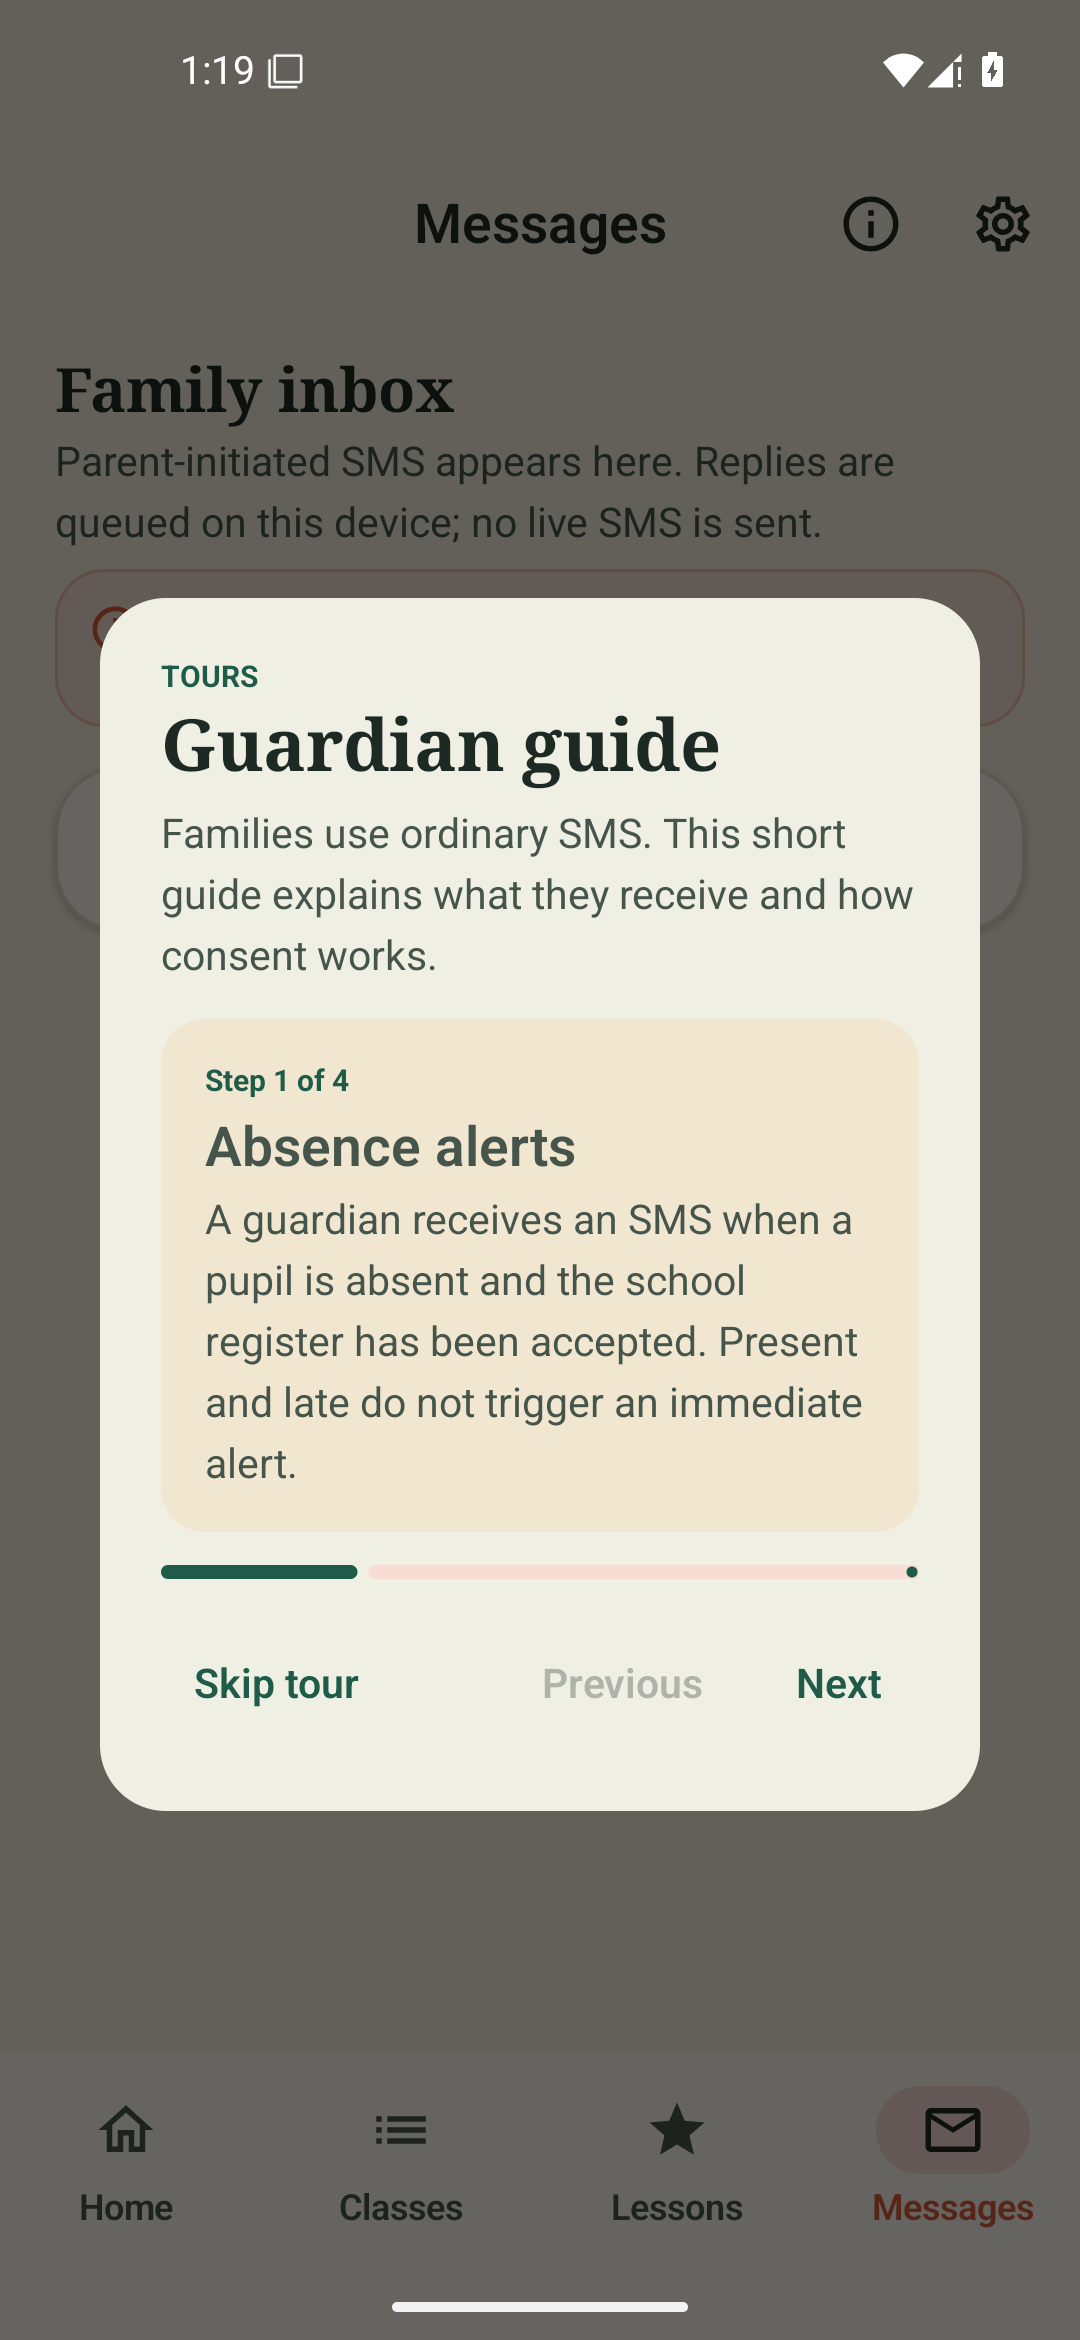 1:19
Messages
Family inbox
Parent-initiated SMS appears here. Replies are
queued on this device; no live SMS is sent.
TOURS
Guardian guide
Families use ordinary SMS. This short
guide explains what they receive and how
consent works.
Step 1 of 4
Absence alerts
A guardian receives an SMS when a
pupil is absent and the school
register has been accepted. Present
and late do not trigger an immediate
alert.
Skip tour Previous Next
Home Classes Lessons Messages